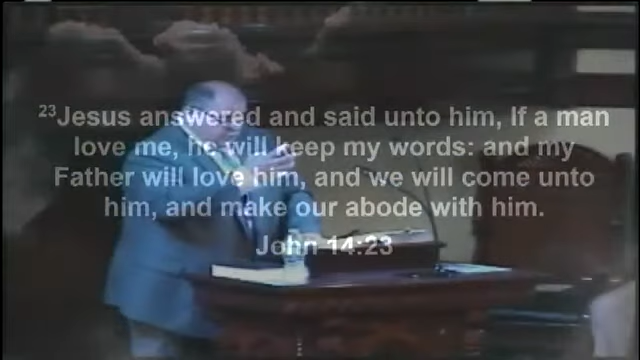 23Jesus answered and said unto him, If a man
love me, he will keep my words: and my
Father will love him, and we will come unto
him, and make our abode with him.
John 14:23